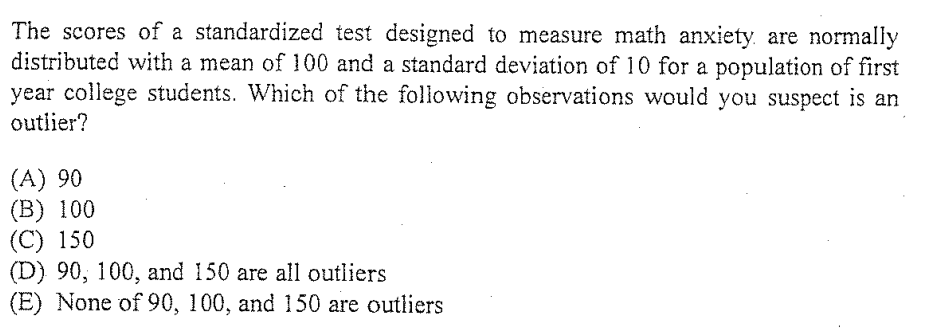 The scores of a standardized test designed to measure math anxiety are normally
distributed with a mean of 100 and a standard deviation of 10 for a population of first
year college students. Which of the following observations would you suspect is an
outlier?
(A) 90
(B) 100
(C) 150
(D) 90, 100, and 150 are all outliers
(E) None of 90, 100, and 150 are outliers